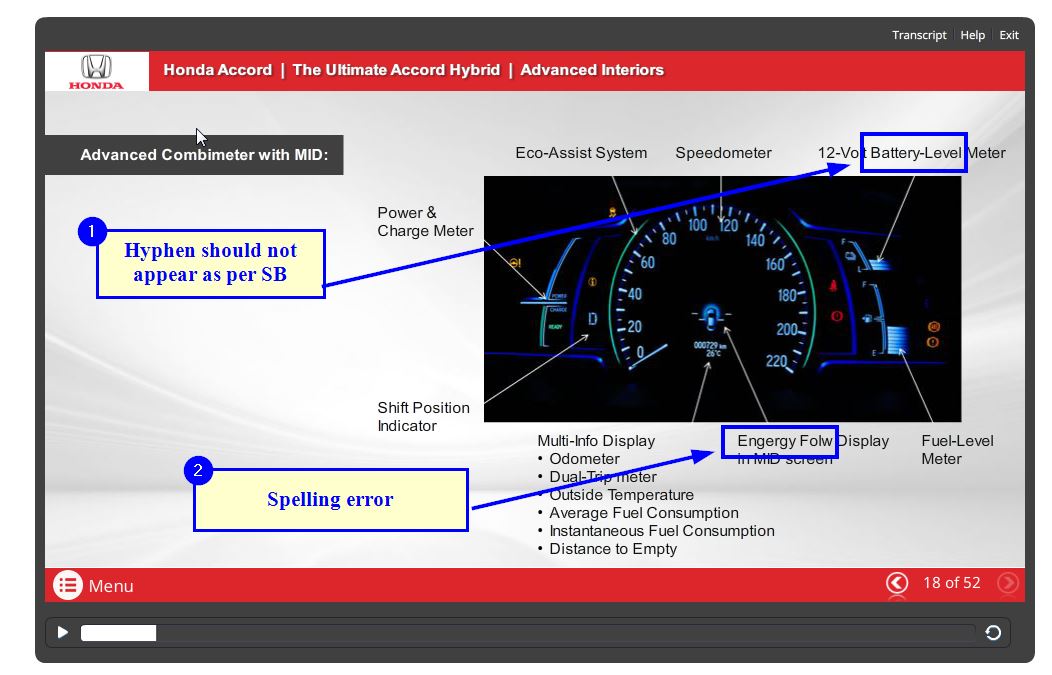 Transcript Help Exit
HONDA
Honda Accord | The Ultimate Accord Hybrid | Advanced Interiors
Advanced Combimeter with MID:
Eco-Assist System
Speedometer
12-Volt Battery-Level Meter
Power &
Charge Meter
1
Hyphen should not
appear as per SB
Shift Position
Indicator
0
20
40
60
80
100
120
140
160
180
200
220
km/h
POWER
CHARGE
READY
D
000729 km
26°C
F
L
F
E
Multi-Info Display
• Odometer
• Dual-Trip meter
• Outside Temperature
• Average Fuel Consumption
• Instantaneous Fuel Consumption
• Distance to Empty
Engergy Folw Display
in MID screen
Fuel-Level
Meter
2
Spelling error
Menu
18 of 52